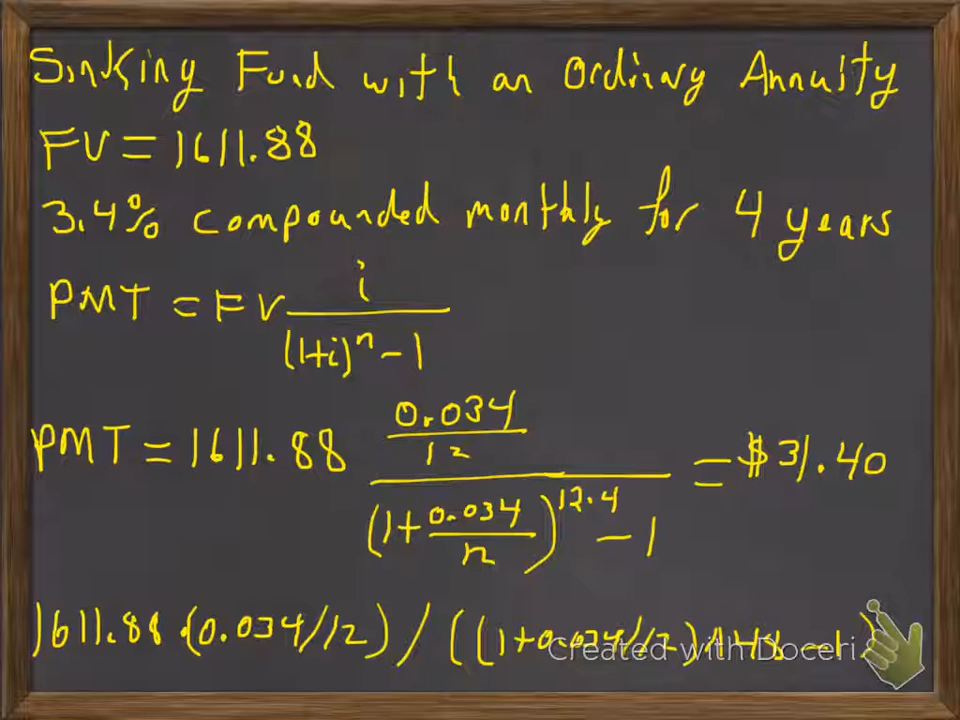 Sinking Fund with an Ordinary Annuity
FV = 1611.88
3.4% compounded monthly for 4 years
PMT = FV i / ((1+i)^n - 1)
PMT = 1611.88 (0.034/12) / ((1 + 0.034/12)^(12·4) - 1) = $31.40
1611.88 (0.034/12) / ((1+0.034/12)^48 - 1)
Created with Doceri